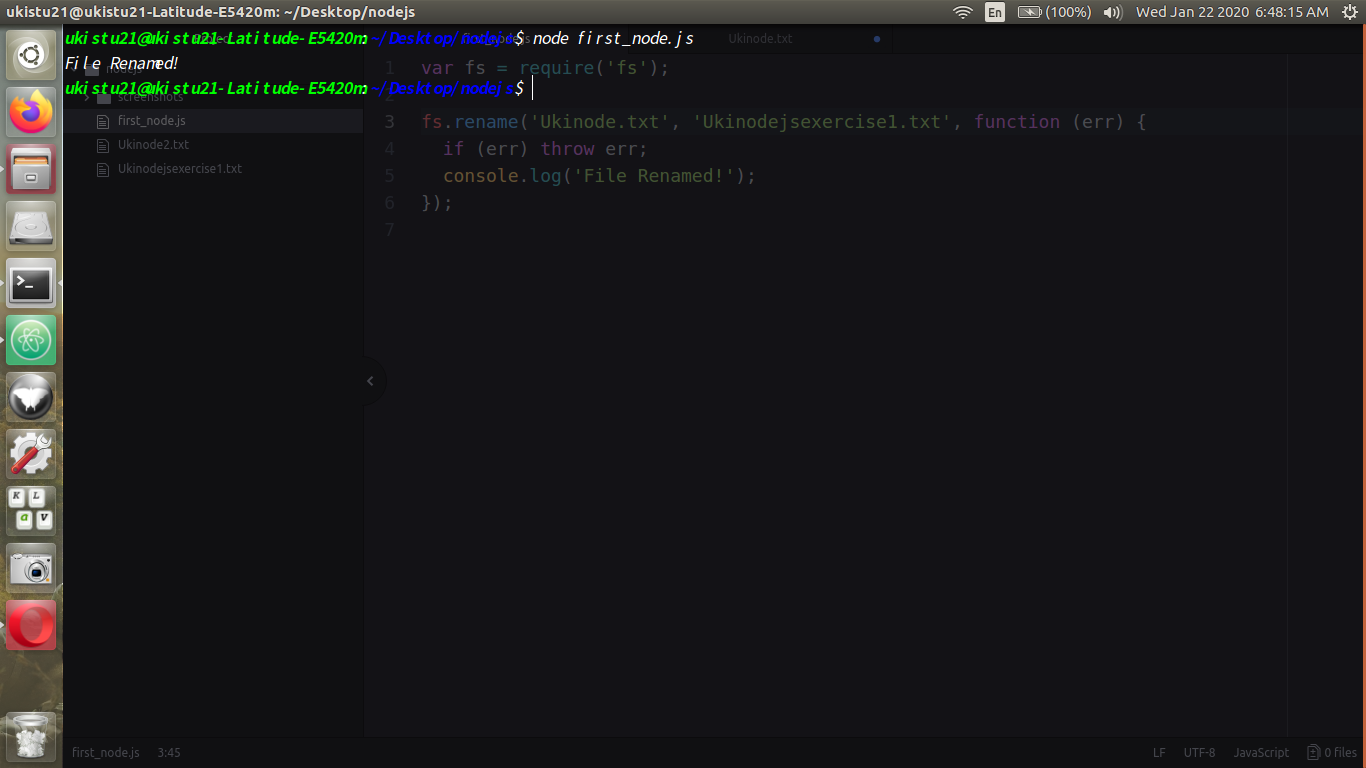 ukistu21@ukistu21-Latitude-E5420m: ~/Desktop/nodejs
En (100%) Wed Jan 22 2020 6:48:15 AM
ukistu21@ukistu21-Latitude-E5420m:~/Desktop/nodejs$ node first_node.js
Ukinode.txt
File Renamed!
nodejs
ukistu21@ukistu21-Latitude-E5420m:~/Desktop/nodejs$
screenshots
first_node.js
Ukinode2.txt
Ukinodejsexercise1.txt
1 var fs = require('fs');
3 fs.rename('Ukinode.txt', 'Ukinodejsexercise1.txt', function (err) {
4 if (err) throw err;
5 console.log('File Renamed!');
6 });
7
K L
a v
first_node.js 3:45
LF UTF-8 JavaScript 0 files